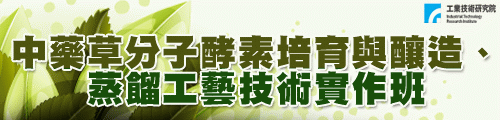 工業技術研究院
Industrial Technology
Research Institute
中藥草分子酵素培育與釀造、
蒸餾工藝技術實作班